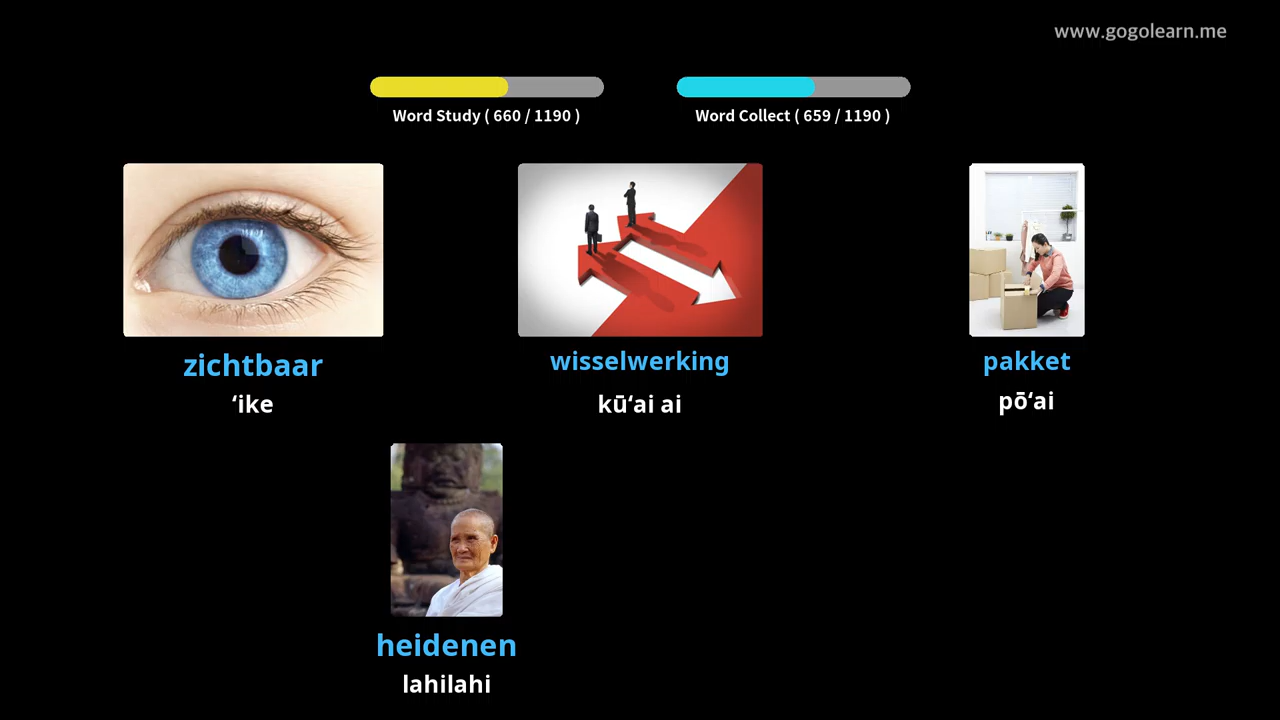 www.gogolearn.me
Word Study ( 660 / 1190 )
Word Collect ( 659 / 1190 )
zichtbaar
wisselwerking
pakket
ʻike
kūʻai ai
pōʻai
heidenen
lahilahi